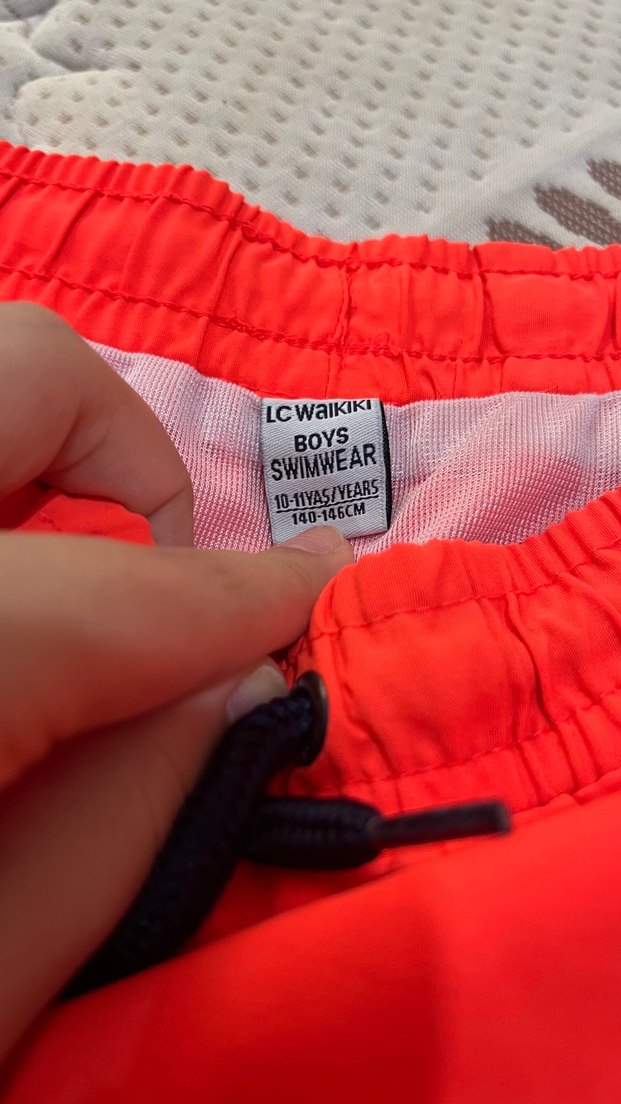 LC WAIKIKI
BOYS
SWIMWEAR
10-11YAŞ/YEARS
140-146CM